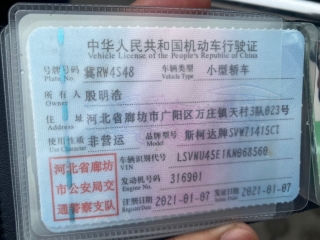 中华人民共和国机动车行驶证
Vehicle License of the People's Republic of China
号牌号码 冀RW4S48 车辆类型 小型轿车
Plate No. Vehicle Type
所有人 殷明浩
Owner
住址 河北省廊坊市广阳区万庄镇天村3队023号
Address
使用性质 非营运 品牌型号 斯柯达牌SVW71415CT
Use Character Model
河北省廊坊市公安局交通警察支队
车辆识别代号 LSVNU45E1KN068560
VIN
发动机号码 316901
Engine No.
注册日期 2021-01-07 发证日期 2021-01-07
Register Date Issue Date